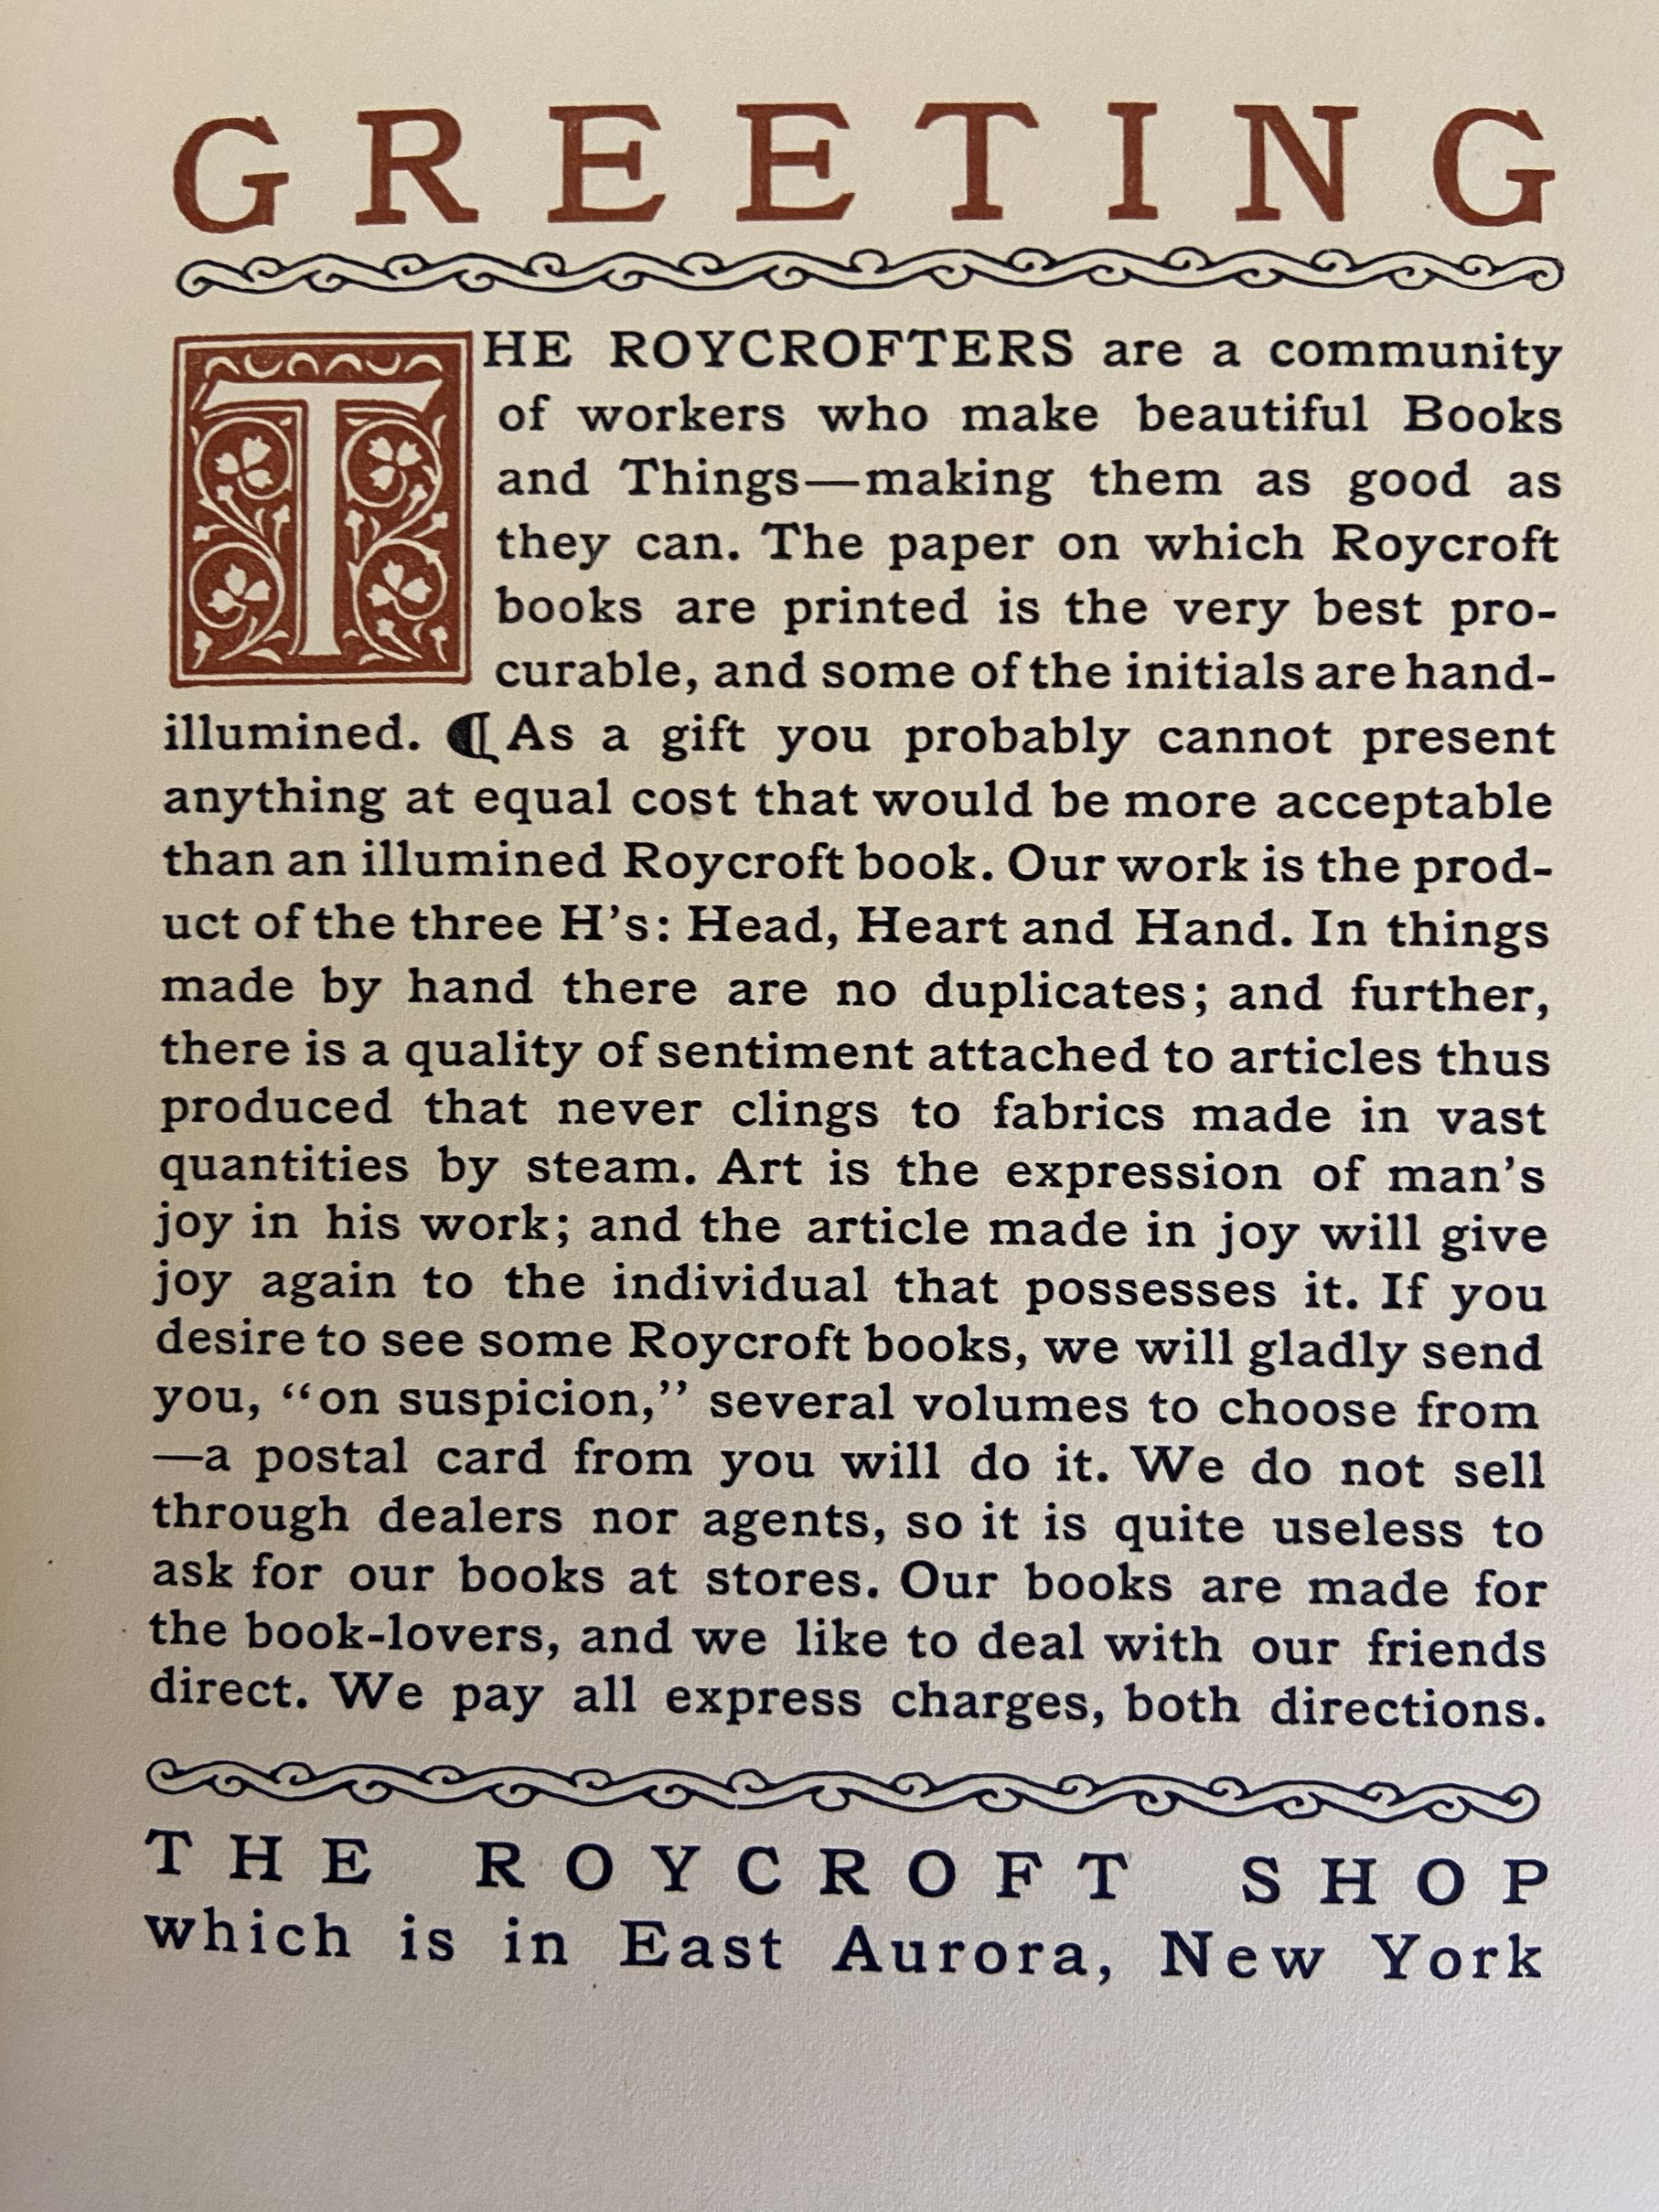 GREETING
THE ROYCROFTERS are a community
of workers who make beautiful Books
and Things—making them as good as
they can. The paper on which Roycroft
books are printed is the very best pro-
curable, and some of the initials are hand-
illumined. ¶ As a gift you probably cannot present
anything at equal cost that would be more acceptable
than an illumined Roycroft book. Our work is the prod-
uct of the three H's: Head, Heart and Hand. In things
made by hand there are no duplicates; and further,
there is a quality of sentiment attached to articles thus
produced that never clings to fabrics made in vast
quantities by steam. Art is the expression of man's
joy in his work; and the article made in joy will give
joy again to the individual that possesses it. If you
desire to see some Roycroft books, we will gladly send
you, “on suspicion,” several volumes to choose from
—a postal card from you will do it. We do not sell
through dealers nor agents, so it is quite useless to
ask for our books at stores. Our books are made for
the book-lovers, and we like to deal with our friends
direct. We pay all express charges, both directions.
THE ROYCROFT SHOP
which is in East Aurora, New York